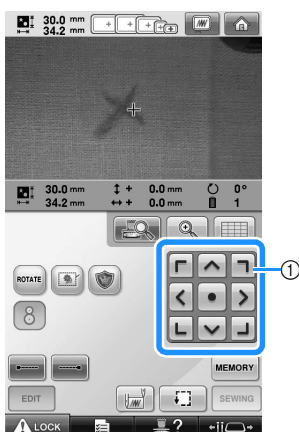 30.0 mm
34.2 mm
30.0 mm ↕ + 0.0 mm ↻ 0°
34.2 mm ↔ + 0.0 mm 1
①
ROTATE
8
MEMORY
EDIT
SEWING
LOCK
?